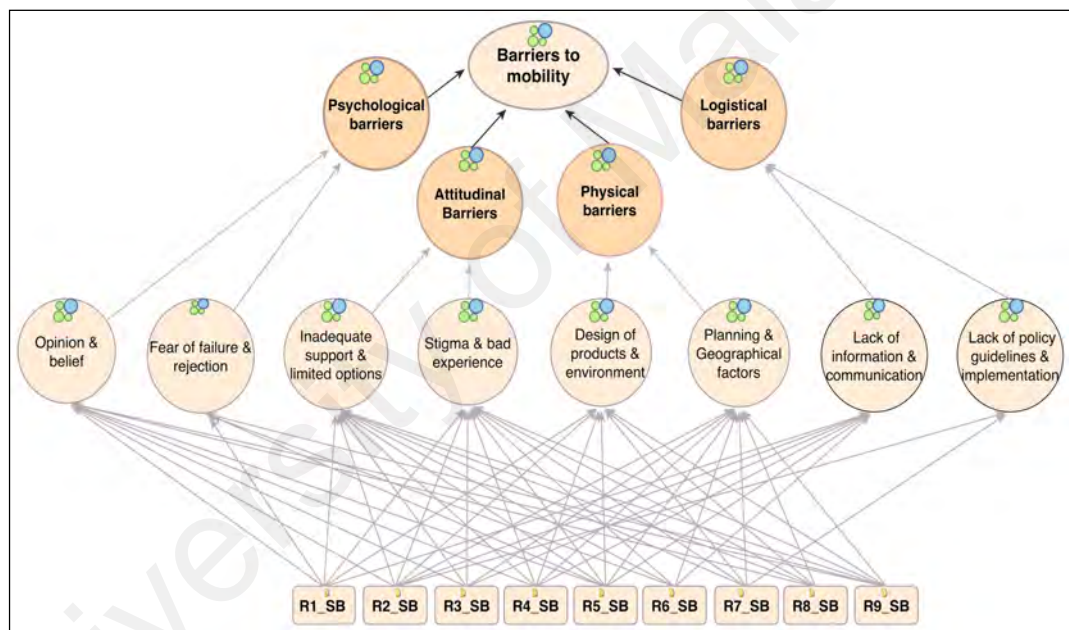 Barriers to
mobility
Psychological
barriers
Logistical
barriers
Attitudinal
Barriers
Physical
barriers
Opinion &
belief
Fear of failure &
rejection
Inadequate
support &
limited options
Stigma & bad
experience
Design of
products &
environment
Planning &
Geographical
factors
Lack of
information &
communication
Lack of policy
guidelines &
implementation
R1_SB
R2_SB
R3_SB
R4_SB
R5_SB
R6_SB
R7_SB
R8_SB
R9_SB